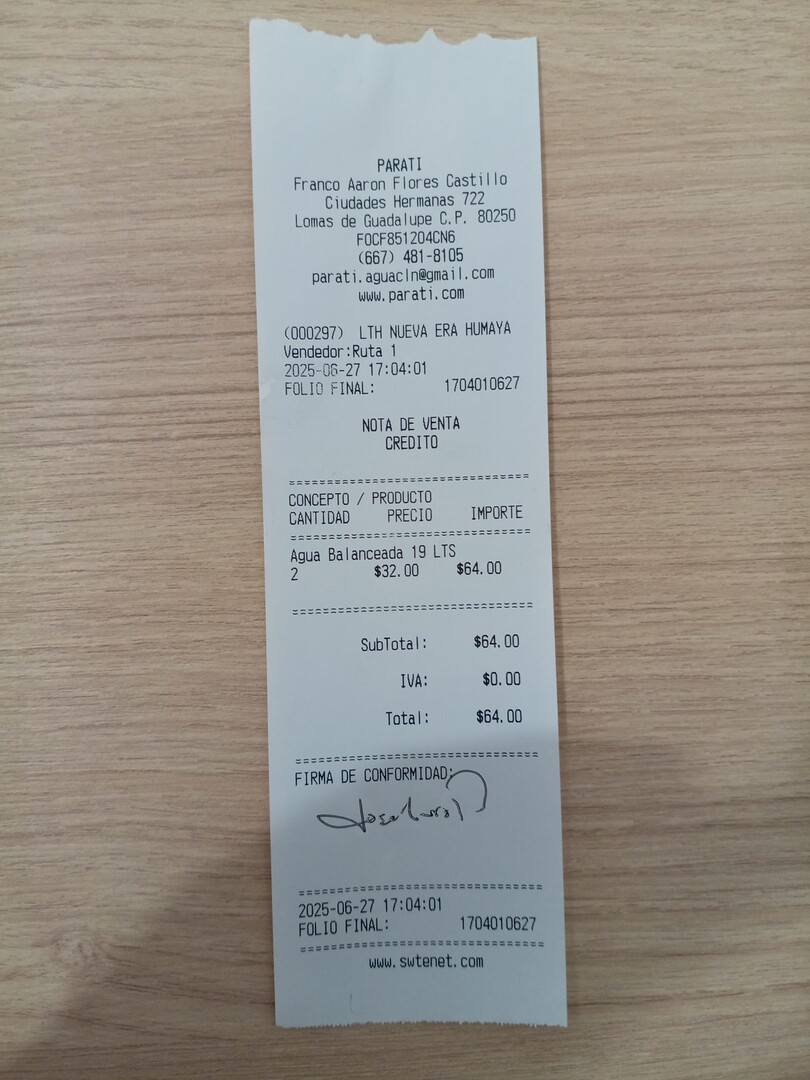 PARATI
Franco Aaron Flores Castillo
Ciudades Hermanas 722
Lomas de Guadalupe C.P. 80250
FOCF851204CN6
(667) 481-8105
parati.aguacln@gmail.com
www.parati.com
(000297) LTH NUEVA ERA HUMAYA
Vendedor:Ruta 1
2025-06-27 17:04:01
FOLIO FINAL: 1704010627
NOTA DE VENTA
CREDITO
================================
CONCEPTO / PRODUCTO
CANTIDAD PRECIO IMPORTE
================================
Agua Balanceada 19 LTS
2 $32.00 $64.00
================================
SubTotal: $64.00
IVA: $0.00
Total: $64.00
================================
FIRMA DE CONFORMIDAD:
================================
2025-06-27 17:04:01
FOLIO FINAL: 1704010627
================================
www.swtenet.com